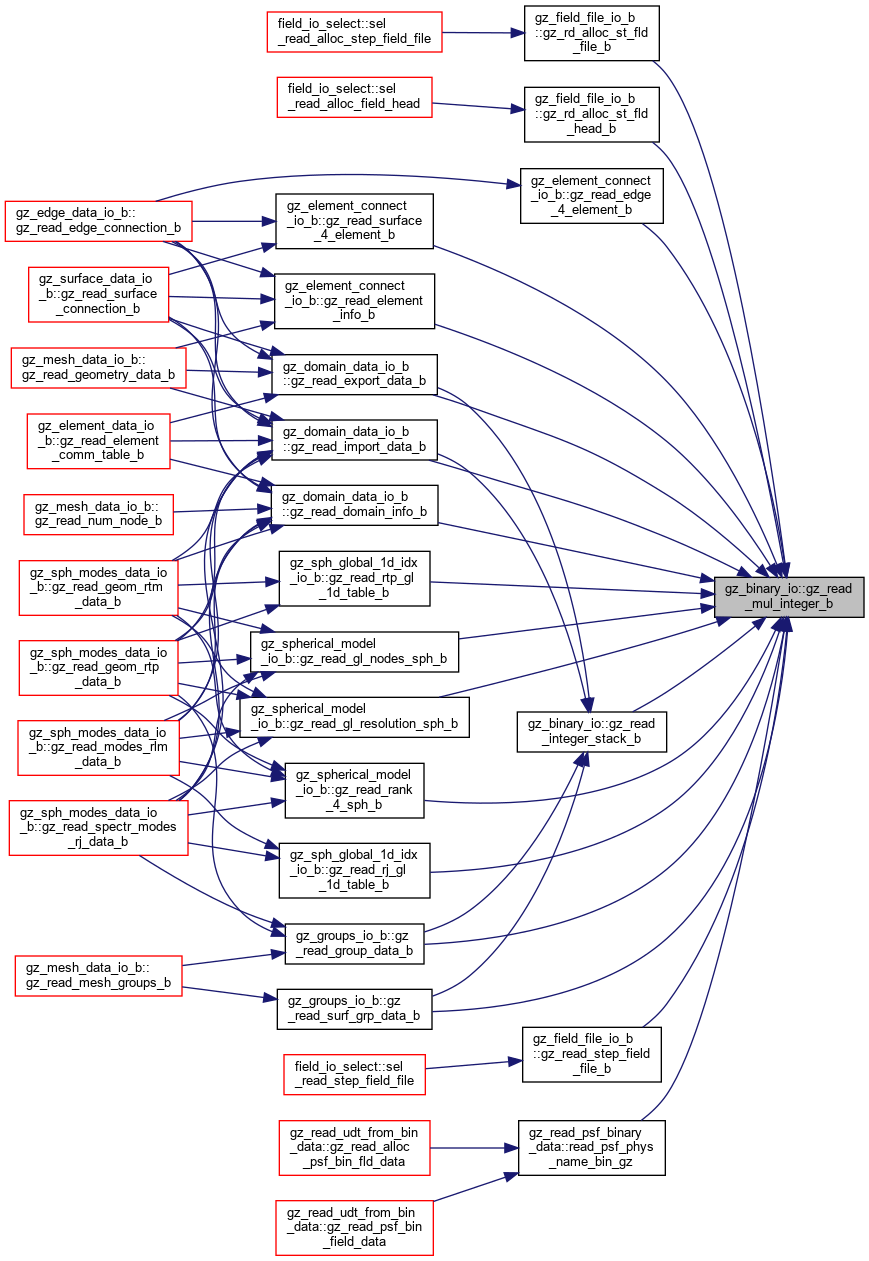 field_io_select::sel
_read_alloc_step_field_file
gz_field_file_io_b
::gz_rd_alloc_st_fld
_file_b
field_io_select::sel
_read_alloc_field_head
gz_field_file_io_b
::gz_rd_alloc_st_fld
_head_b
gz_element_connect
_io_b::gz_read_edge
_4_element_b
gz_edge_data_io_b::
gz_read_edge_connection_b
gz_element_connect
_io_b::gz_read_surface
_4_element_b
gz_surface_data_io
_b::gz_read_surface
_connection_b
gz_element_connect
_io_b::gz_read_element
_info_b
gz_mesh_data_io_b::
gz_read_geometry_data_b
gz_domain_data_io_b
::gz_read_export_data_b
gz_element_data_io
_b::gz_read_element
_comm_table_b
gz_domain_data_io_b
::gz_read_import_data_b
gz_mesh_data_io_b::
gz_read_num_node_b
gz_domain_data_io_b
::gz_read_domain_info_b
gz_sph_modes_data_io
_b::gz_read_geom_rtm
_data_b
gz_sph_global_1d_idx
_io_b::gz_read_rtp_gl
_1d_table_b
gz_binary_io::gz_read
_mul_integer_b
gz_sph_modes_data_io
_b::gz_read_geom_rtp
_data_b
gz_spherical_model
_io_b::gz_read_gl_nodes_sph_b
gz_spherical_model
_io_b::gz_read_gl_resolution_sph_b
gz_binary_io::gz_read
_integer_stack_b
gz_sph_modes_data_io
_b::gz_read_modes_rlm
_data_b
gz_spherical_model
_io_b::gz_read_rank
_4_sph_b
gz_sph_modes_data_io
_b::gz_read_spectr_modes
_rj_data_b
gz_sph_global_1d_idx
_io_b::gz_read_rj_gl
_1d_table_b
gz_groups_io_b::gz
_read_group_data_b
gz_mesh_data_io_b::
gz_read_mesh_groups_b
gz_groups_io_b::gz
_read_surf_grp_data_b
gz_field_file_io_b
::gz_read_step_field
_file_b
field_io_select::sel
_read_step_field_file
gz_read_udt_from_bin
_data::gz_read_alloc
_psf_bin_fld_data
gz_read_psf_binary
_data::read_psf_phys
_name_bin_gz
gz_read_udt_from_bin
_data::gz_read_psf_bin
_field_data